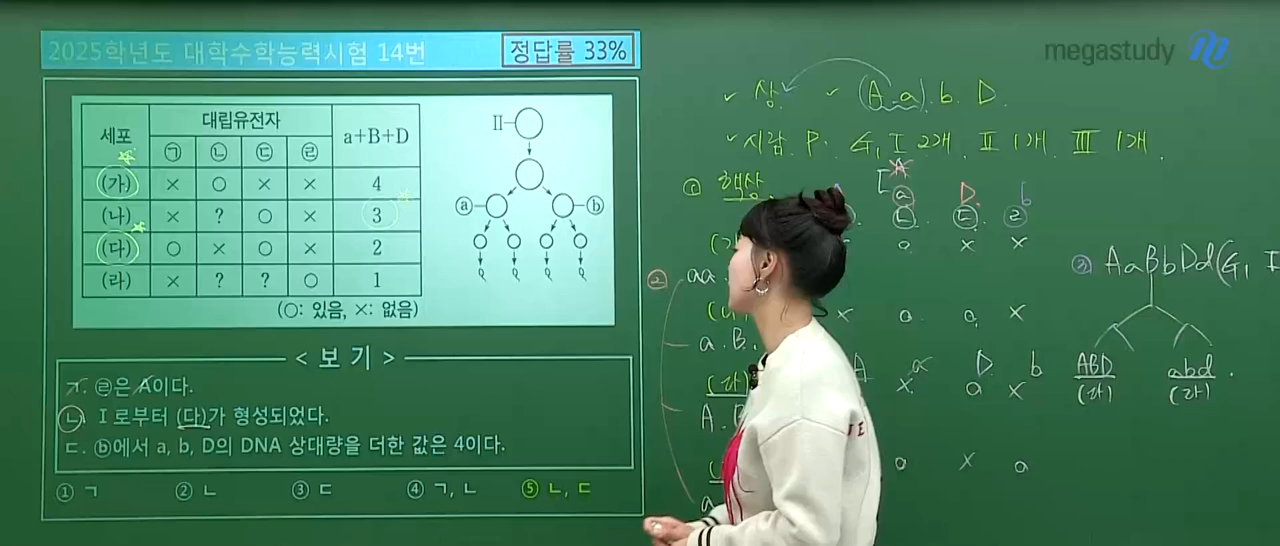 2025학년도 대학수학능력시험 14번
정답률 33%
megastudy
세포 대립유전자 a+B+D
㉠ ㉡ ㉢ ㉣
(가) × ○ × × 4
(나) × ? ○ × 3
(다) ○ × ○ × 2
(라) × ? ? ○ 1
(○: 있음, ×: 없음)
Ⅱ
ⓐ ⓑ
< 보 기 >
ㄱ. ㉣은 A이다.
ㄴ. Ⅰ로부터 (다)가 형성되었다.
ㄷ. ⓑ에서 a, b, D의 DNA 상대량을 더한 값은 4이다.
① ㄱ ② ㄴ ③ ㄷ ④ ㄱ, ㄴ ⑤ ㄴ, ㄷ
✓ 상. ✓ (A a) b. D.
✓ 사람 P. G₁ Ⅰ 2개. Ⅱ 1개 Ⅲ 1개.
핵상
A
a D. b
② aa
a. B.
A a D b
③ AaBbDd(G₁ Ⅰ
ABD abd
(라) (라)